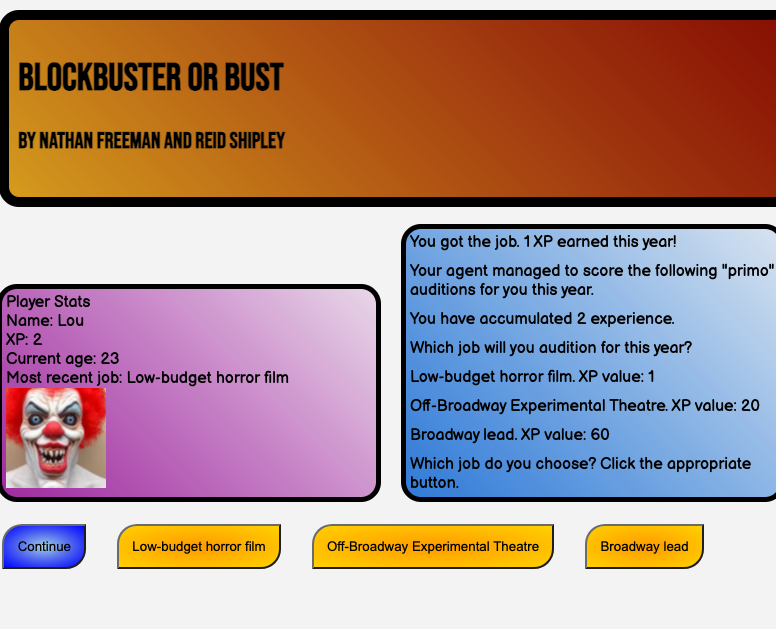 BLOCKBUSTER OR BUST
BY NATHAN FREEMAN AND REID SHIPLEY
Player Stats
Name: Lou
XP: 2
Current age: 23
Most recent job: Low-budget horror film
You got the job. 1 XP earned this year!
Your agent managed to score the following "primo"
auditions for you this year.
You have accumulated 2 experience.
Which job will you audition for this year?
Low-budget horror film. XP value: 1
Off-Broadway Experimental Theatre. XP value: 20
Broadway lead. XP value: 60
Which job do you choose? Click the appropriate
button.
Continue
Low-budget horror film
Off-Broadway Experimental Theatre
Broadway lead